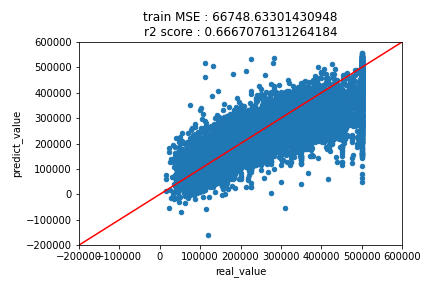 train MSE : 66748.63301430948
r2 score : 0.6667076131264184
600000
500000
400000
300000
200000
100000
0
−100000
−200000
predict_value
−200000 −100000 0 100000 200000 300000 400000 500000 600000
real_value